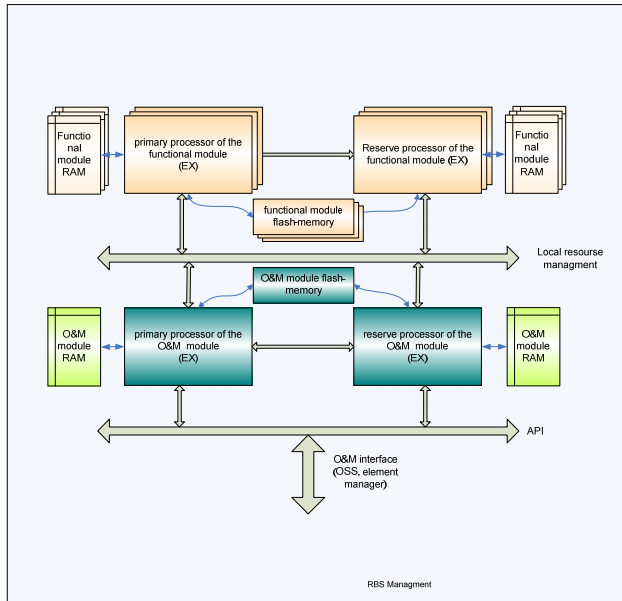 Functio
nal
module
RAM
primary processor of the
functional module
(EX)
Reserve processor of the
functional module (EX)
Functio
nal
module
RAM
functional module
flash-memory
Local resourse
managment
O&M module flash-
memory
O&M
module
RAM
primary processor of the
O&M module
(EX)
reserve processor of the
O&M module
(EX)
O&M
module
RAM
API
O&M interface
(OSS, element
manager)
RBS Managment